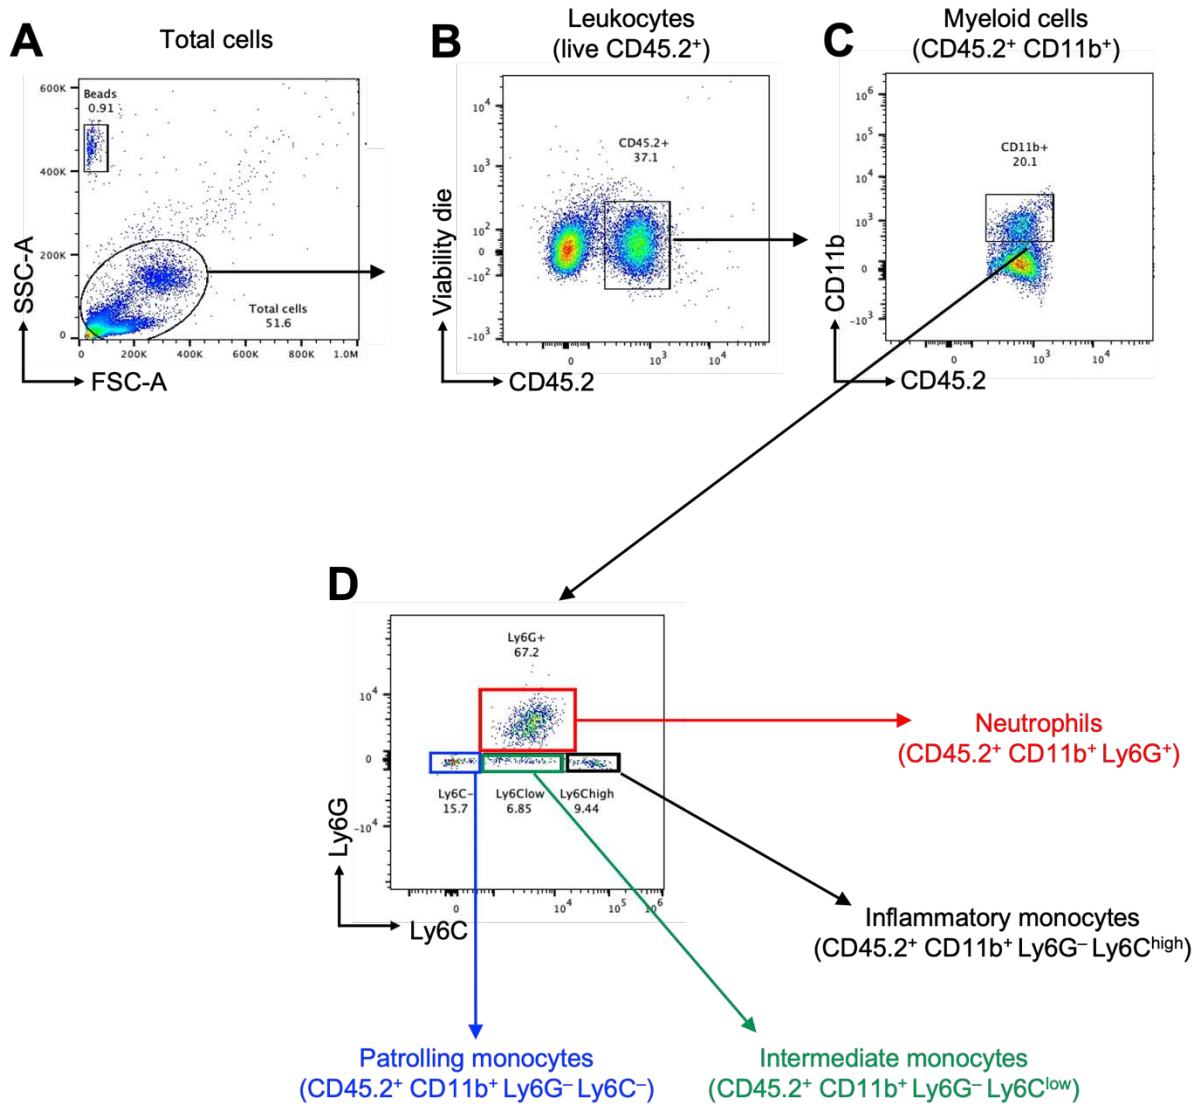 A
Total cells
600K
400K
200K
0
Beads
0.91
Total cells
51.6
0
200K
400K
600K
800K
1.0M
SSC-A
FSC-A
B
Leukocytes
(live CD45.2⁺)
10⁴
10³
10²
0
-10²
-10³
CD45.2+
37.1
0
10³
10⁴
Viability die
CD45.2
C
Myeloid cells
(CD45.2⁺ CD11b⁺)
10⁶
10⁵
10⁴
10³
0
-10³
CD11b+
20.1
0
10³
10⁴
CD11b
CD45.2
D
Ly6G+
67.2
10⁴
0
-10⁴
Ly6C-
15.7
Ly6Clow
6.85
Ly6Chigh
9.44
0
10⁴
10⁵
10⁶
Ly6G
Ly6C
Neutrophils
(CD45.2⁺ CD11b⁺ Ly6G⁺)
Inflammatory monocytes
(CD45.2⁺ CD11b⁺ Ly6G⁻ Ly6Cʰⁱᵍʰ)
Patrolling monocytes
(CD45.2⁺ CD11b⁺ Ly6G⁻ Ly6C⁻)
Intermediate monocytes
(CD45.2⁺ CD11b⁺ Ly6G⁻ Ly6Cˡᵒʷ)